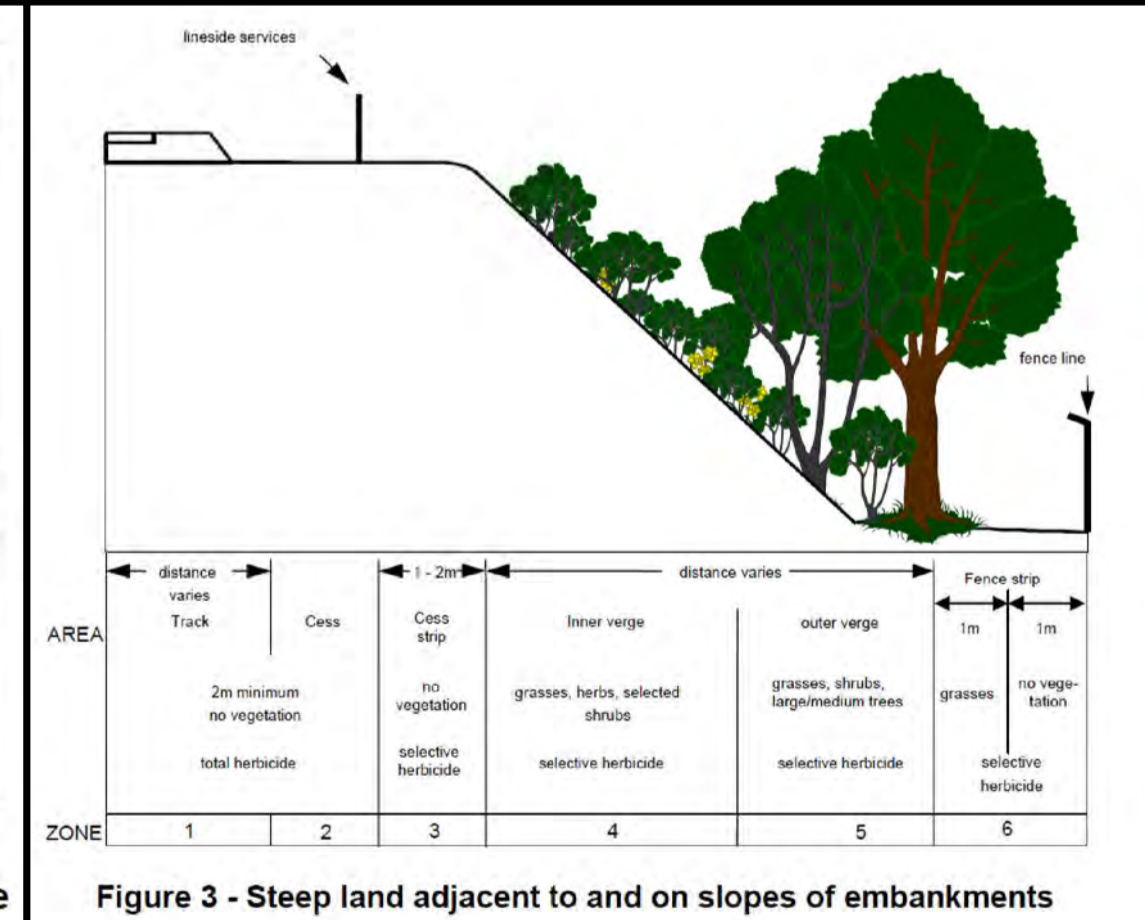 lineside services
fence line
distance
varies
1 - 2m
distance varies
Fence strip
AREA
Track
Cess
Cess
strip
Inner verge
outer verge
1m
1m
2m minimum
no vegetation
no
vegetation
grasses, herbs, selected
shrubs
grasses, shrubs,
large/medium trees
grasses
no vege-
tation
total herbicide
selective
herbicide
selective herbicide
selective herbicide
selective
herbicide
ZONE
1
2
3
4
5
6
e
Figure 3 - Steep land adjacent to and on slopes of embankments